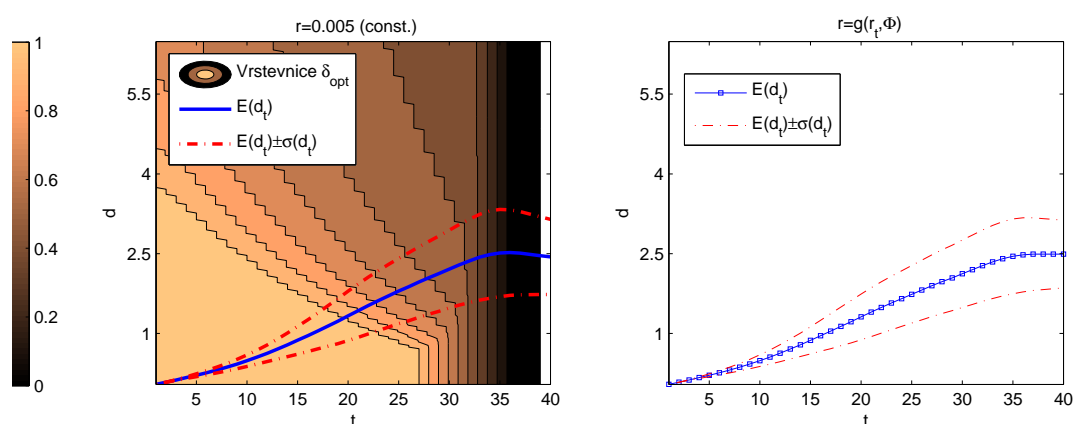 r=0.005 (const.)
1
0.8
0.6
0.4
0.2
0
Vrstevnice δopt
E(dt)
E(dt)±σ(dt)
d
5.5
4
2.5
1
5
10
15
20
25
30
35
40
t
r=g(rt,Φ)
E(dt)
E(dt)±σ(dt)
d
5.5
4
2.5
1
5
10
15
20
25
30
35
40
t